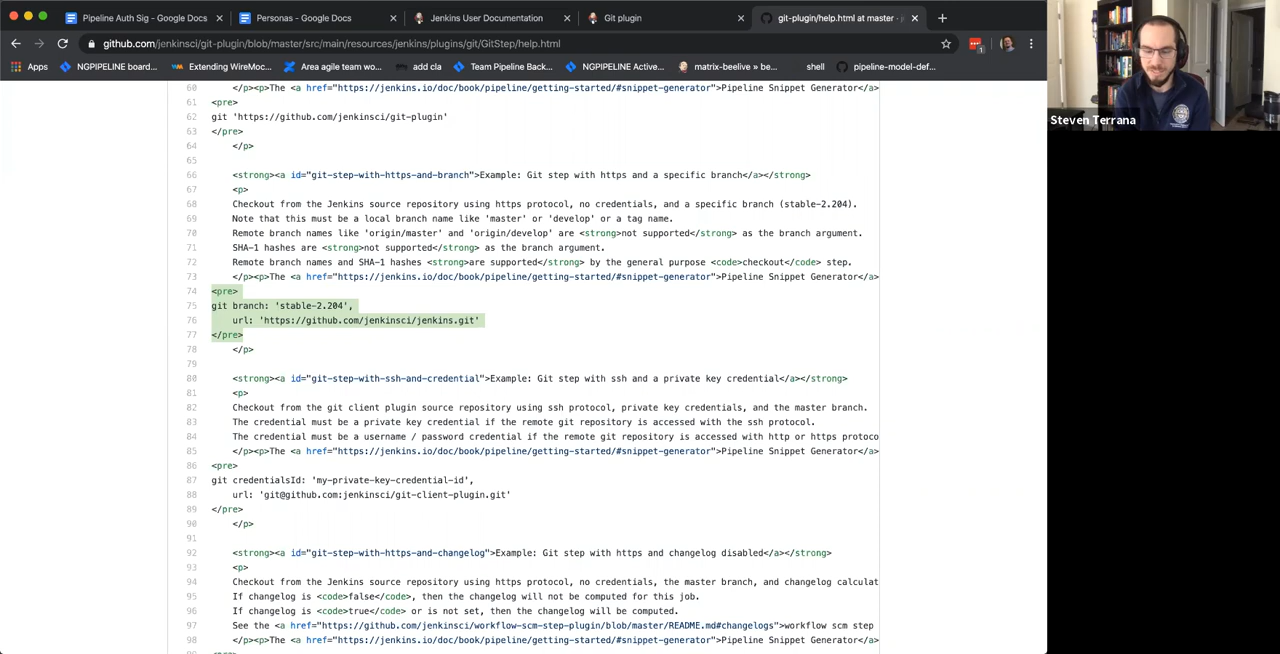 Pipeline Auth Sig - Google Docs
Personas - Google Docs
Jenkins User Documentation
Git plugin
git-plugin/help.html at master · j
github.com/jenkinsci/git-plugin/blob/master/src/main/resources/jenkins/plugins/git/GitStep/help.html
Apps
NGPIPELINE board...
Extending WireMoc...
Area agile team wo...
add cla
Team Pipeline Back...
NGPIPELINE Active...
matrix-beelive » be...
shell
pipeline-model-def...
Steven Terrana
60 </p><p>The <a href="https://jenkins.io/doc/book/pipeline/getting-started/#snippet-generator">Pipeline Snippet Generator</a>
61 <pre>
62 git 'https://github.com/jenkinsci/git-plugin'
63 </pre>
64 </p>
65
66 <strong><a id="git-step-with-https-and-branch">Example: Git step with https and a specific branch</a></strong>
67 <p>
68 Checkout from the Jenkins source repository using https protocol, no credentials, and a specific branch (stable-2.204).
69 Note that this must be a local branch name like 'master' or 'develop' or a tag name.
70 Remote branch names like 'origin/master' and 'origin/develop' are <strong>not supported</strong> as the branch argument.
71 SHA-1 hashes are <strong>not supported</strong> as the branch argument.
72 Remote branch names and SHA-1 hashes <strong>are supported</strong> by the general purpose <code>checkout</code> step.
73 </p><p>The <a href="https://jenkins.io/doc/book/pipeline/getting-started/#snippet-generator">Pipeline Snippet Generator</a>
74 <pre>
75 git branch: 'stable-2.204',
76 url: 'https://github.com/jenkinsci/jenkins.git'
77 </pre>
78 </p>
79
80 <strong><a id="git-step-with-ssh-and-credential">Example: Git step with ssh and a private key credential</a></strong>
81 <p>
82 Checkout from the git client plugin source repository using ssh protocol, private key credentials, and the master branch.
83 The credential must be a private key credential if the remote git repository is accessed with the ssh protocol.
84 The credential must be a username / password credential if the remote git repository is accessed with http or https protoco
85 </p><p>The <a href="https://jenkins.io/doc/book/pipeline/getting-started/#snippet-generator">Pipeline Snippet Generator</a>
86 <pre>
87 git credentialsId: 'my-private-key-credential-id',
88 url: 'git@github.com:jenkinsci/git-client-plugin.git'
89 </pre>
90 </p>
91
92 <strong><a id="git-step-with-https-and-changelog">Example: Git step with https and changelog disabled</a></strong>
93 <p>
94 Checkout from the Jenkins source repository using https protocol, no credentials, the master branch, and changelog calculat
95 If changelog is <code>false</code>, then the changelog will not be computed for this job.
96 If changelog is <code>true</code> or is not set, then the changelog will be computed.
97 See the <a href="https://github.com/jenkinsci/workflow-scm-step-plugin/blob/master/README.md#changelogs">workflow scm step
98 </p><p>The <a href="https://jenkins.io/doc/book/pipeline/getting-started/#snippet-generator">Pipeline Snippet Generator</a>